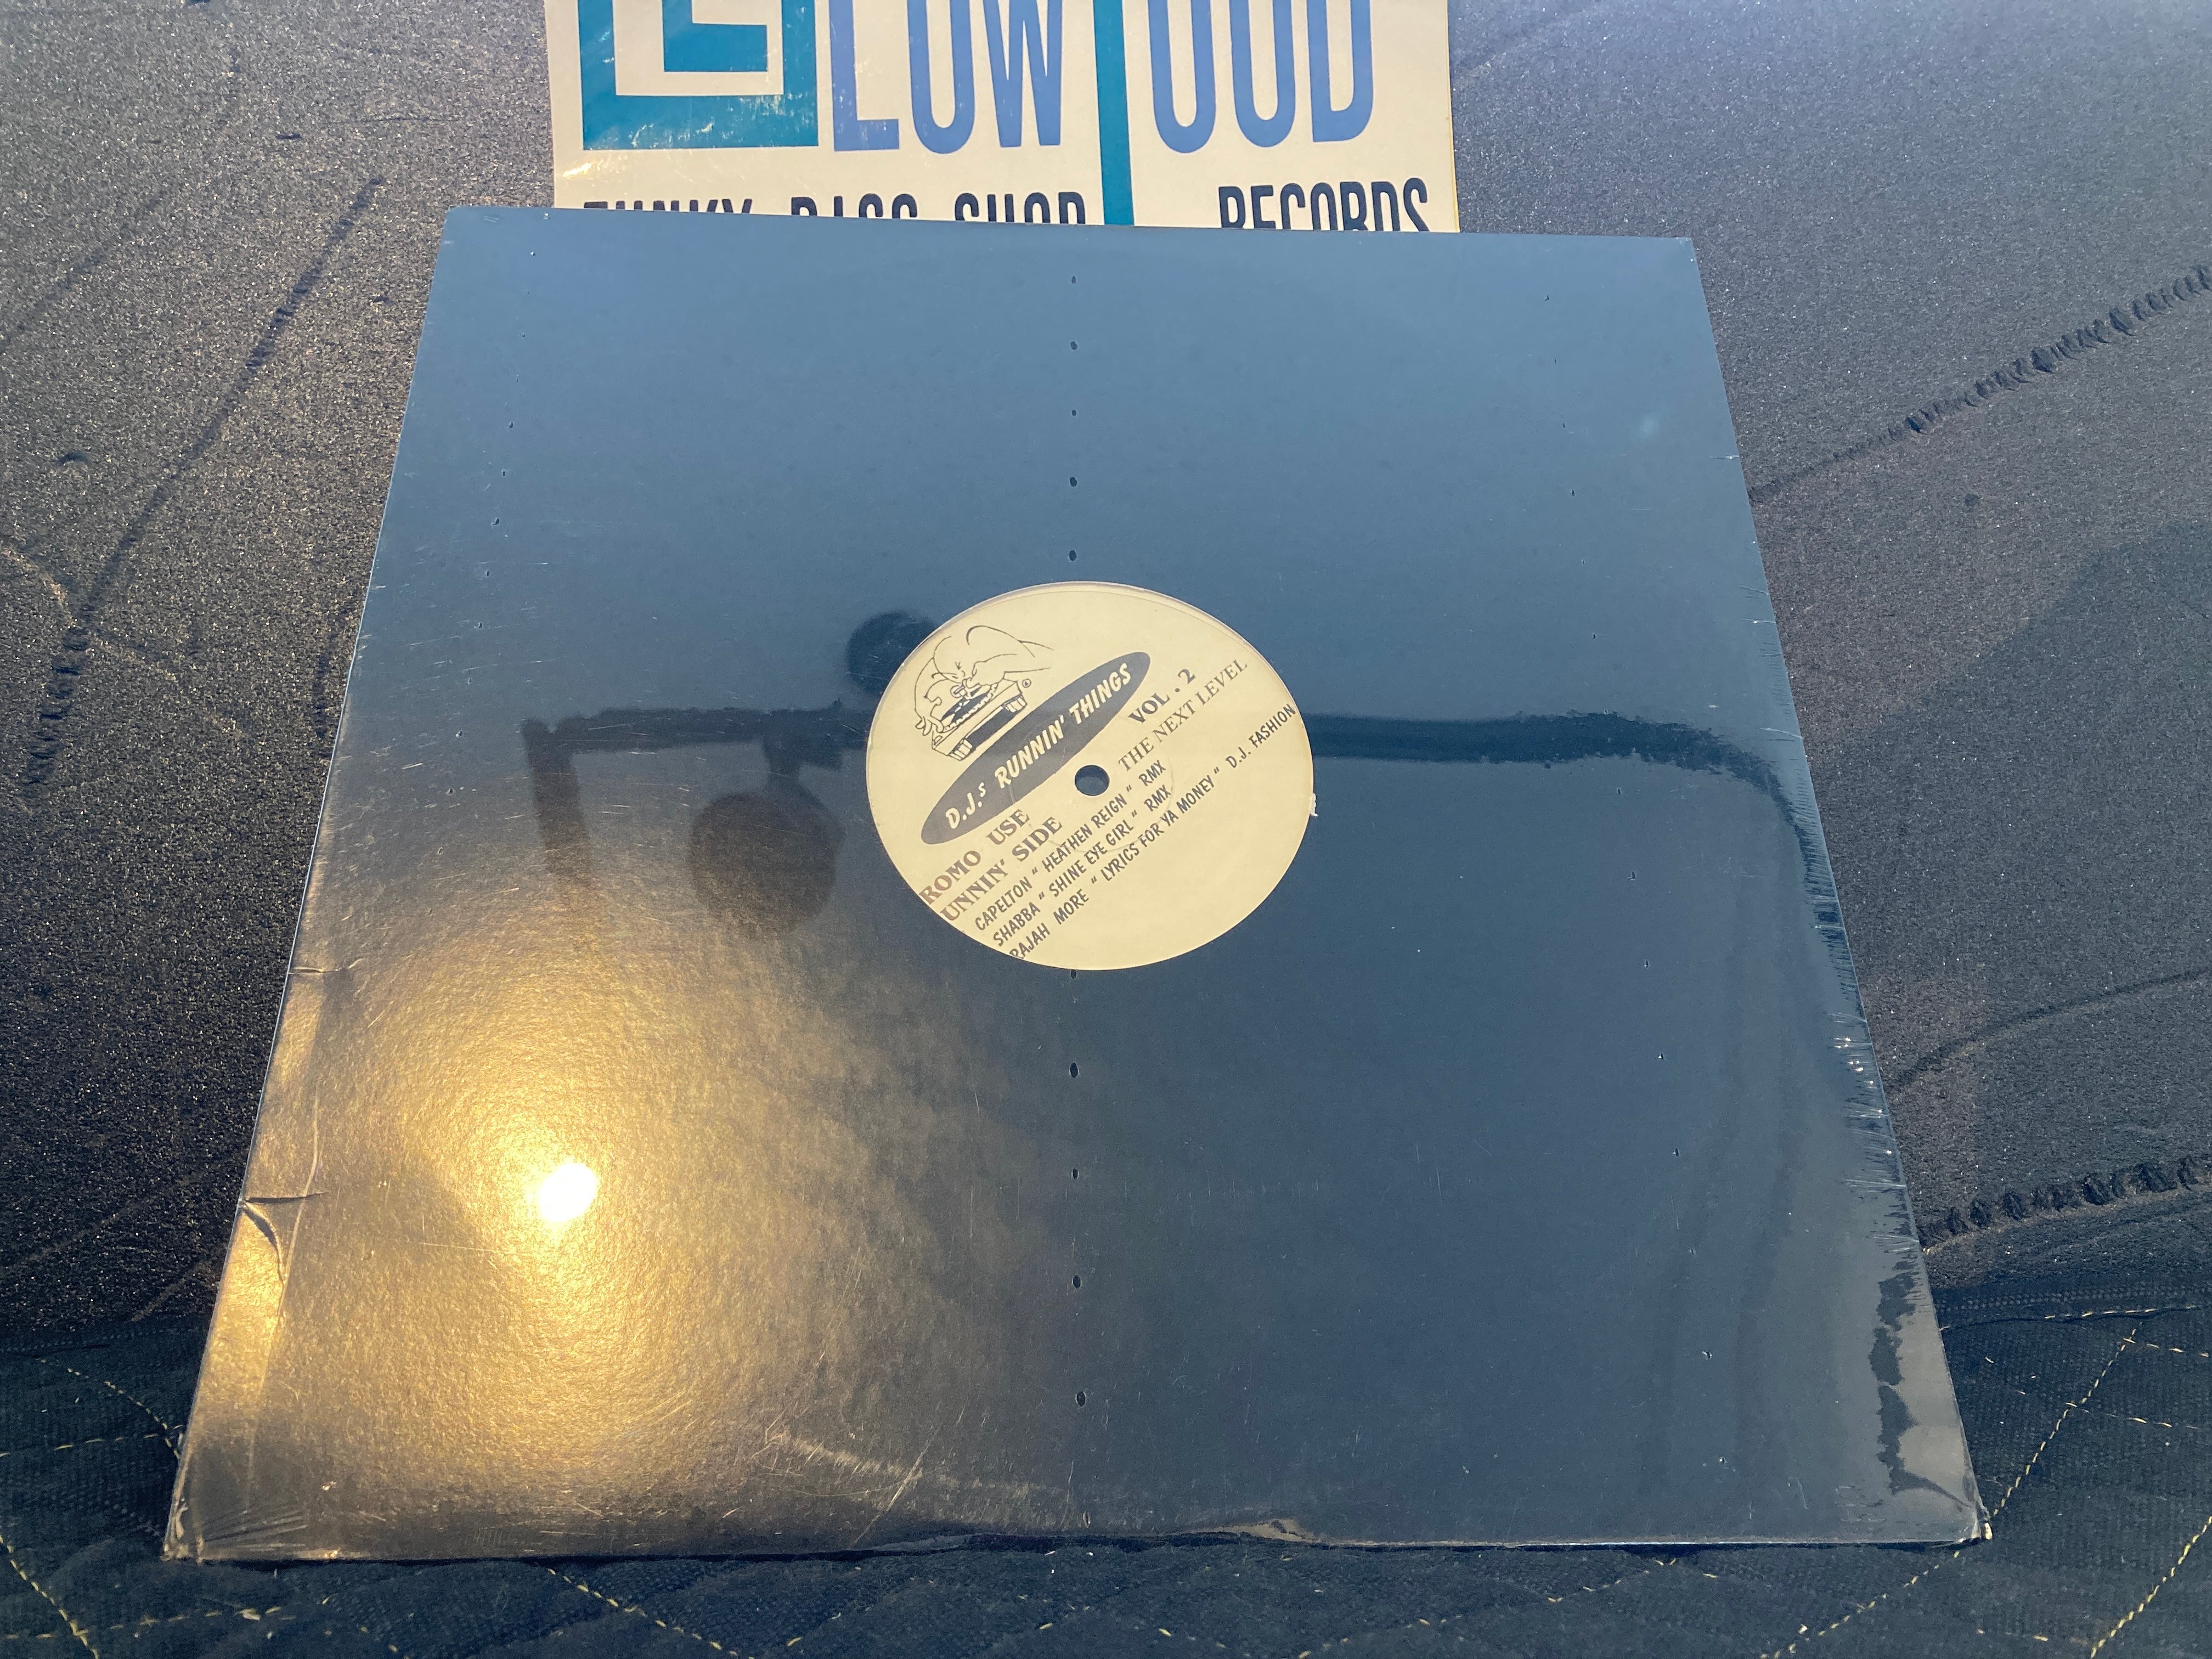 LOW
RECORDS
D.J.s RUNNIN' THINGS
VOL. 2
THE NEXT LEVEL
ROMO USE
UNNIN' SIDE
CAPELTON " HEATHEN REIGN " RMX
SHABBA " SHINE EYE GIRL " RMX
RAJAH MORE " LYRICS FOR YA MONEY " D.J. FASHION